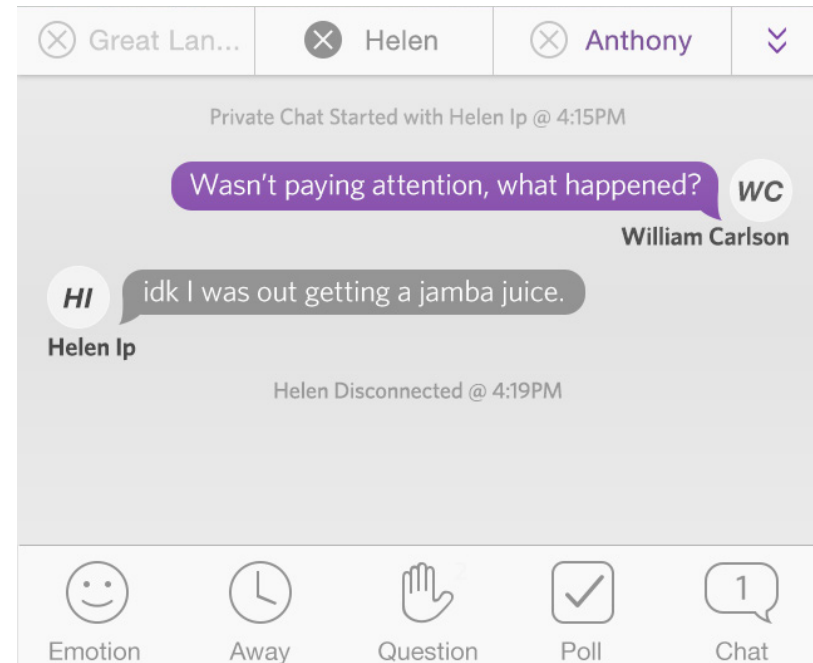 Great Lan...
Helen
Anthony
Private Chat Started with Helen Ip @ 4:15PM
Wasn't paying attention, what happened?
WC
William Carlson
HI
idk I was out getting a jamba juice.
Helen Ip
Helen Disconnected @ 4:19PM
2
1
Emotion
Away
Question
Poll
Chat